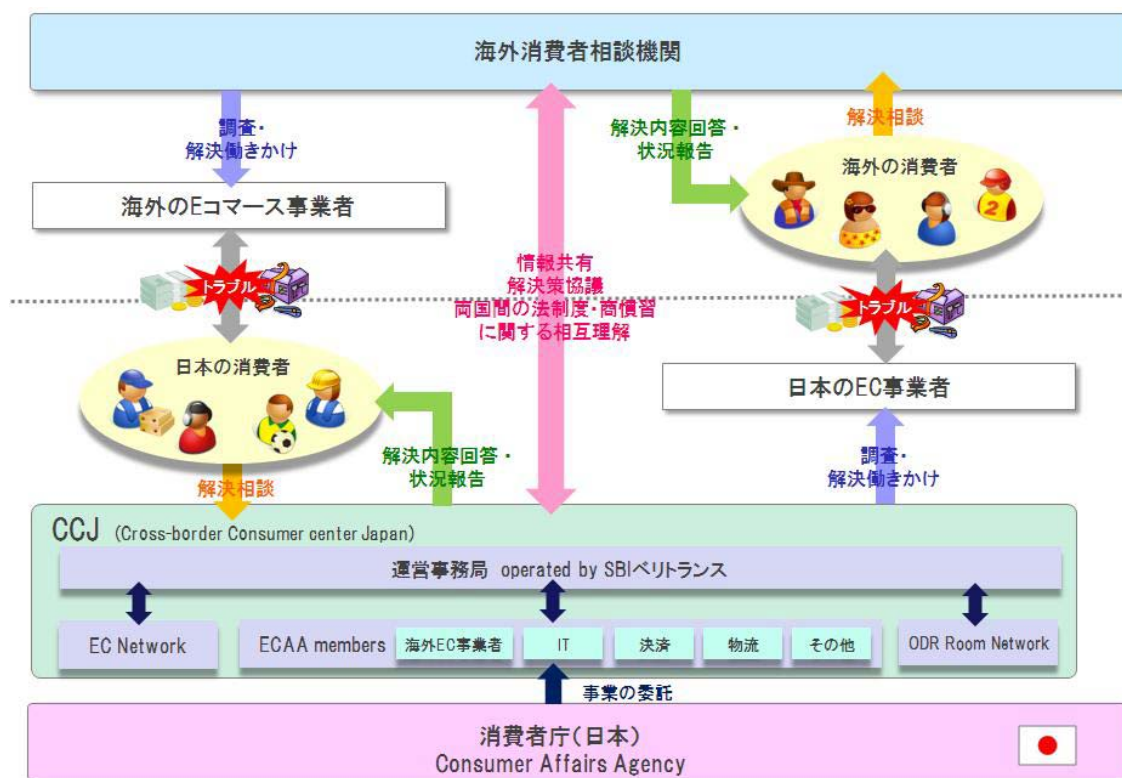 海外消費者相談機関
調査・
解決働きかけ
解決内容回答・
状況報告
解決相談
海外の消費者
2
海外のEコマース事業者
トラブル
情報共有
解決策協議
両国間の法制度・商慣習
に関する相互理解
トラブル
日本の消費者
日本のEC事業者
解決内容回答・
状況報告
調査・
解決働きかけ
解決相談
CCJ (Cross-border Consumer center Japan)
運営事務局 operated by SBIベリトランス
EC Network
ECAA members
海外EC事業者
IT
決済
物流
その他
ODR Room Network
事業の委託
消費者庁(日本)
Consumer Affairs Agency